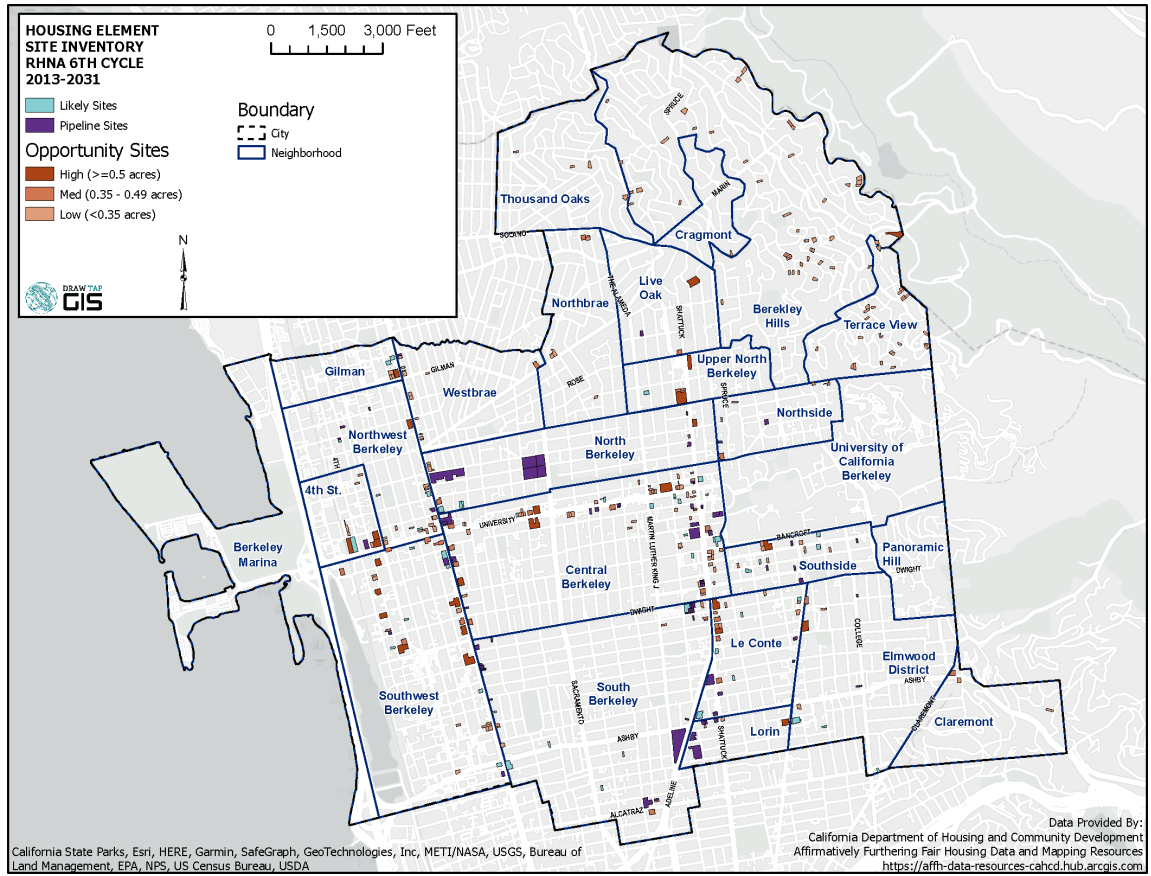 HOUSING ELEMENT
SITE INVENTORY
RHNA 6TH CYCLE
2013-2031
0 1,500 3,000 Feet
Likely Sites
Pipeline Sites
Opportunity Sites
High (>=0.5 acres)
Med (0.35 - 0.49 acres)
Low (<0.35 acres)
Boundary
City
Neighborhood
N
DRAW TAP
GIS
SPRUCE
MARIN
Thousand Oaks
SOLANO
Cragmont
Live
Oak
THE ALAMEDA
Northbrae
SHATTUCK
Berekley
Hills
Terrace View
Gilman
GILMAN
Westbrae
ROSE
Upper North
Berkeley
SPRUCE
Northside
Northwest
Berkeley
North
Berkeley
University of
California
Berkeley
4TH
4th St.
UNIVERSITY
MARTIN LUTHER KING J
BANCROFT
Berkeley
Marina
Central
Berkeley
Southside
Panoramic
Hill
DWIGHT
DWIGHT
Le Conte
COLLEGE
Elmwood
District
ASHBY
Southwest
Berkeley
SACRAMENTO
South
Berkeley
CLAREMONT
Claremont
ASHBY
SHATTUCK
Lorin
ADELINE
ALCATRAZ
Data Provided By:
California Department of Housing and Community Development
Affirmatively Furthering Fair Housing Data and Mapping Resources
https://affh-data-resources-cahcd.hub.arcgis.com
California State Parks, Esri, HERE, Garmin, SafeGraph, GeoTechnologies, Inc, METI/NASA, USGS, Bureau of
Land Management, EPA, NPS, US Census Bureau, USDA